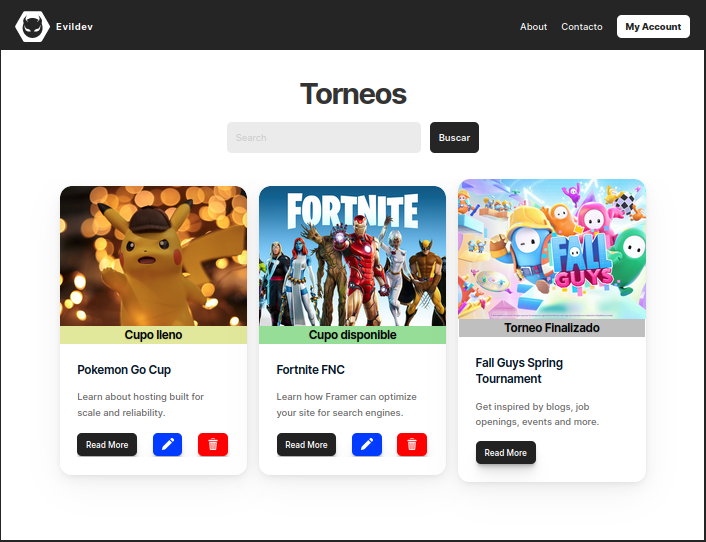 Evildev
About
Contacto
My Account
Torneos
Search
Buscar
FORTNITE
FALL
GUYS
Cupo lleno
Cupo disponible
Torneo Finalizado
Pokemon Go Cup
Learn about hosting built for
scale and reliability.
Read More
Fortnite FNC
Learn how Framer can optimize
your site for search engines.
Read More
Fall Guys Spring
Tournament
Get inspired by blogs, job
openings, events and more.
Read More